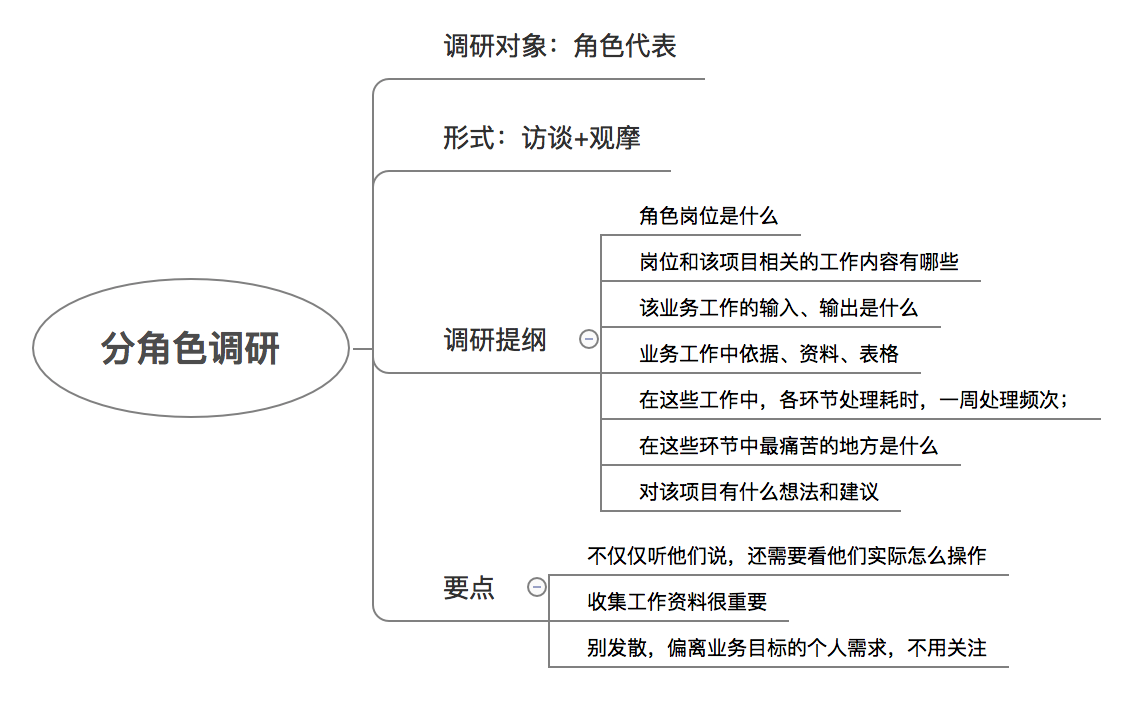 调研对象：角色代表
形式：访谈+观摩
角色岗位是什么
岗位和该项目相关的工作内容有哪些
该业务工作的输入、输出是什么
调研提纲
业务工作中依据、资料、表格
分角色调研
在这些工作中，各环节处理耗时，一周处理频次；
在这些环节中最痛苦的地方是什么
对该项目有什么想法和建议
不仅仅听他们说，还需要看他们实际怎么操作
要点
收集工作资料很重要
别发散，偏离业务目标的个人需求，不用关注